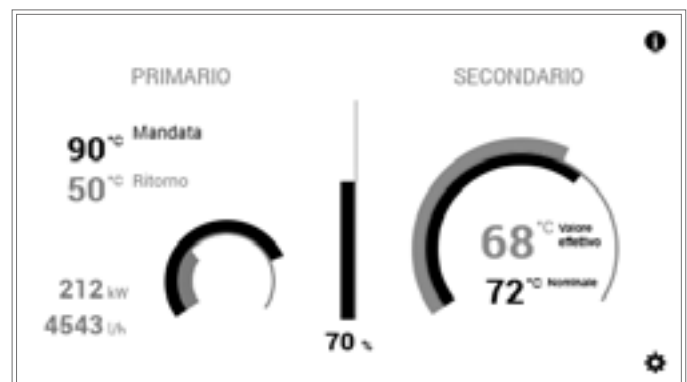 PRIMARIO
90 °C Mandata
50 °C Ritorno
212 kW
4543 l/h
70 %
SECONDARIO
68 °C Valore
effettivo
72 °C Nominale